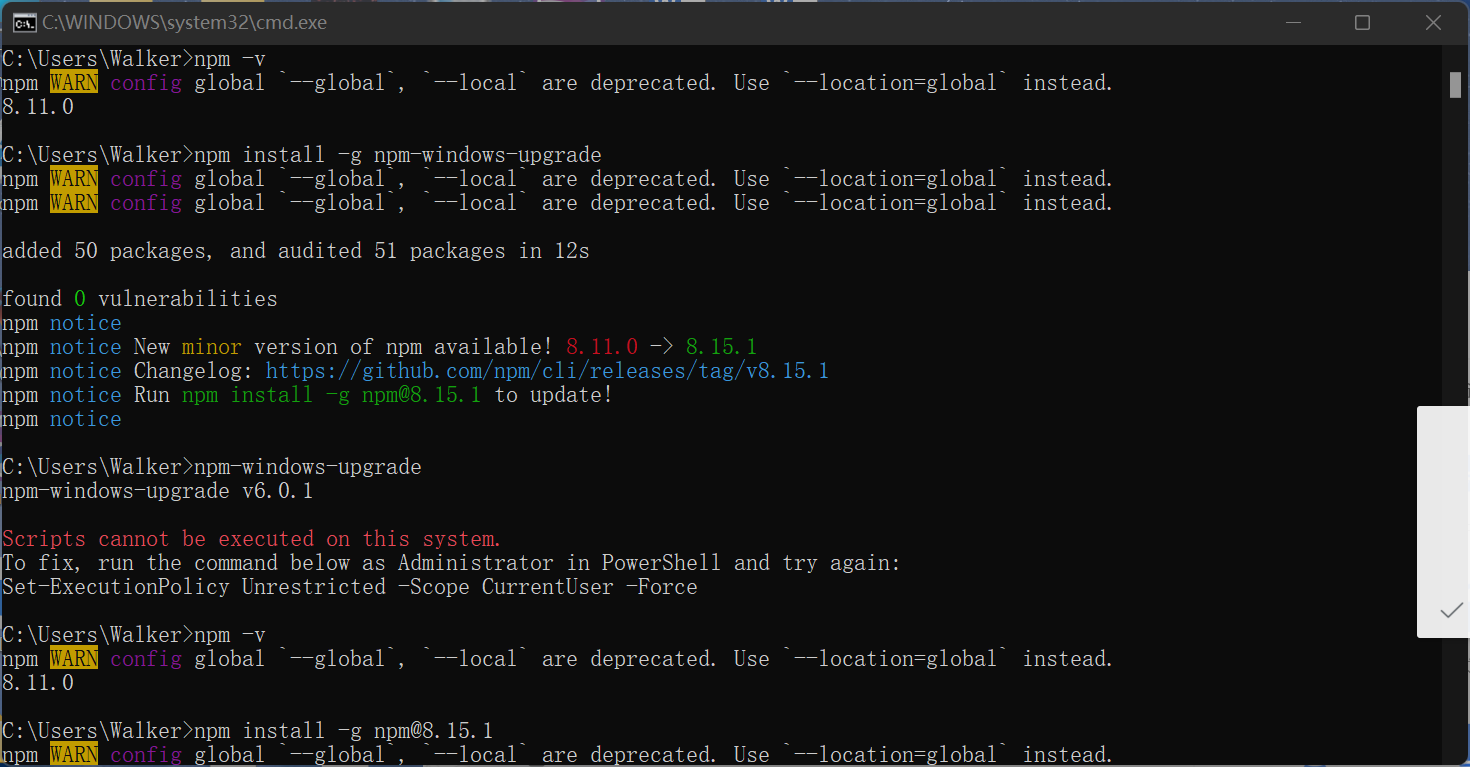 C:\WINDOWS\system32\cmd.exe
C:\Users\Walker>npm -v
npm WARN config global `--global`, `--local` are deprecated. Use `--location=global` instead.
8.11.0
C:\Users\Walker>npm install -g npm-windows-upgrade
npm WARN config global `--global`, `--local` are deprecated. Use `--location=global` instead.
npm WARN config global `--global`, `--local` are deprecated. Use `--location=global` instead.
added 50 packages, and audited 51 packages in 12s
found 0 vulnerabilities
npm notice
npm notice New minor version of npm available! 8.11.0 -> 8.15.1
npm notice Changelog: https://github.com/npm/cli/releases/tag/v8.15.1
npm notice Run npm install -g npm@8.15.1 to update!
npm notice
C:\Users\Walker>npm-windows-upgrade
npm-windows-upgrade v6.0.1
Scripts cannot be executed on this system.
To fix, run the command below as Administrator in PowerShell and try again:
Set-ExecutionPolicy Unrestricted -Scope CurrentUser -Force
C:\Users\Walker>npm -v
npm WARN config global `--global`, `--local` are deprecated. Use `--location=global` instead.
8.11.0
C:\Users\Walker>npm install -g npm@8.15.1
npm WARN config global `--global`, `--local` are deprecated. Use `--location=global` instead.